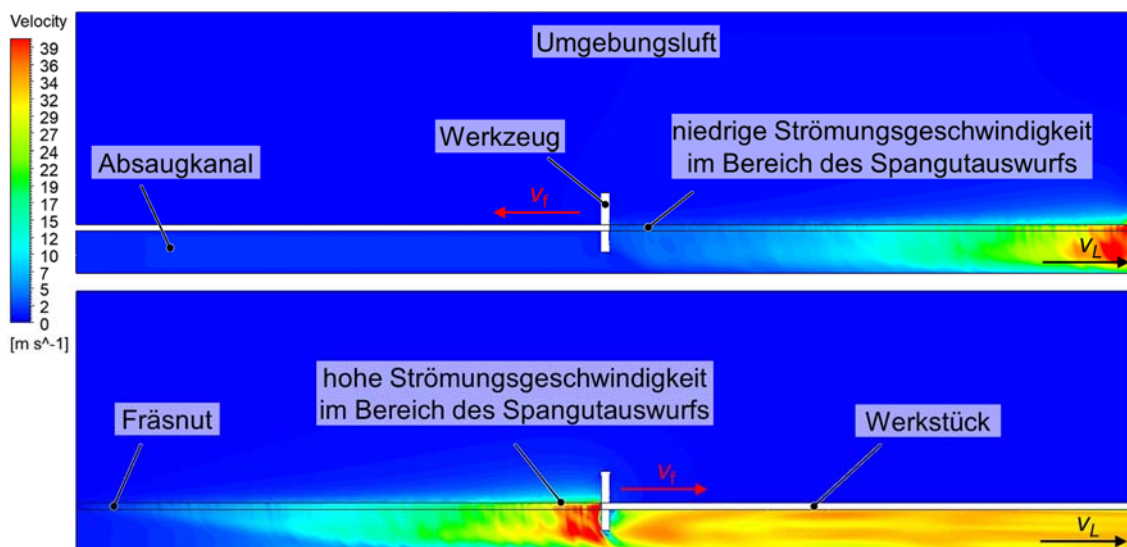 Velocity
39
36
34
32
29
27
24
22
19
17
15
12
10
7
5
2
0
[m s^-1]
Umgebungsluft
Werkzeug
niedrige Strömungsgeschwindigkeit
im Bereich des Spangutauswurfs
Absaugkanal
vf
vL
hohe Strömungsgeschwindigkeit
im Bereich des Spangutauswurfs
Fräsnut
Werkstück
vf
vL